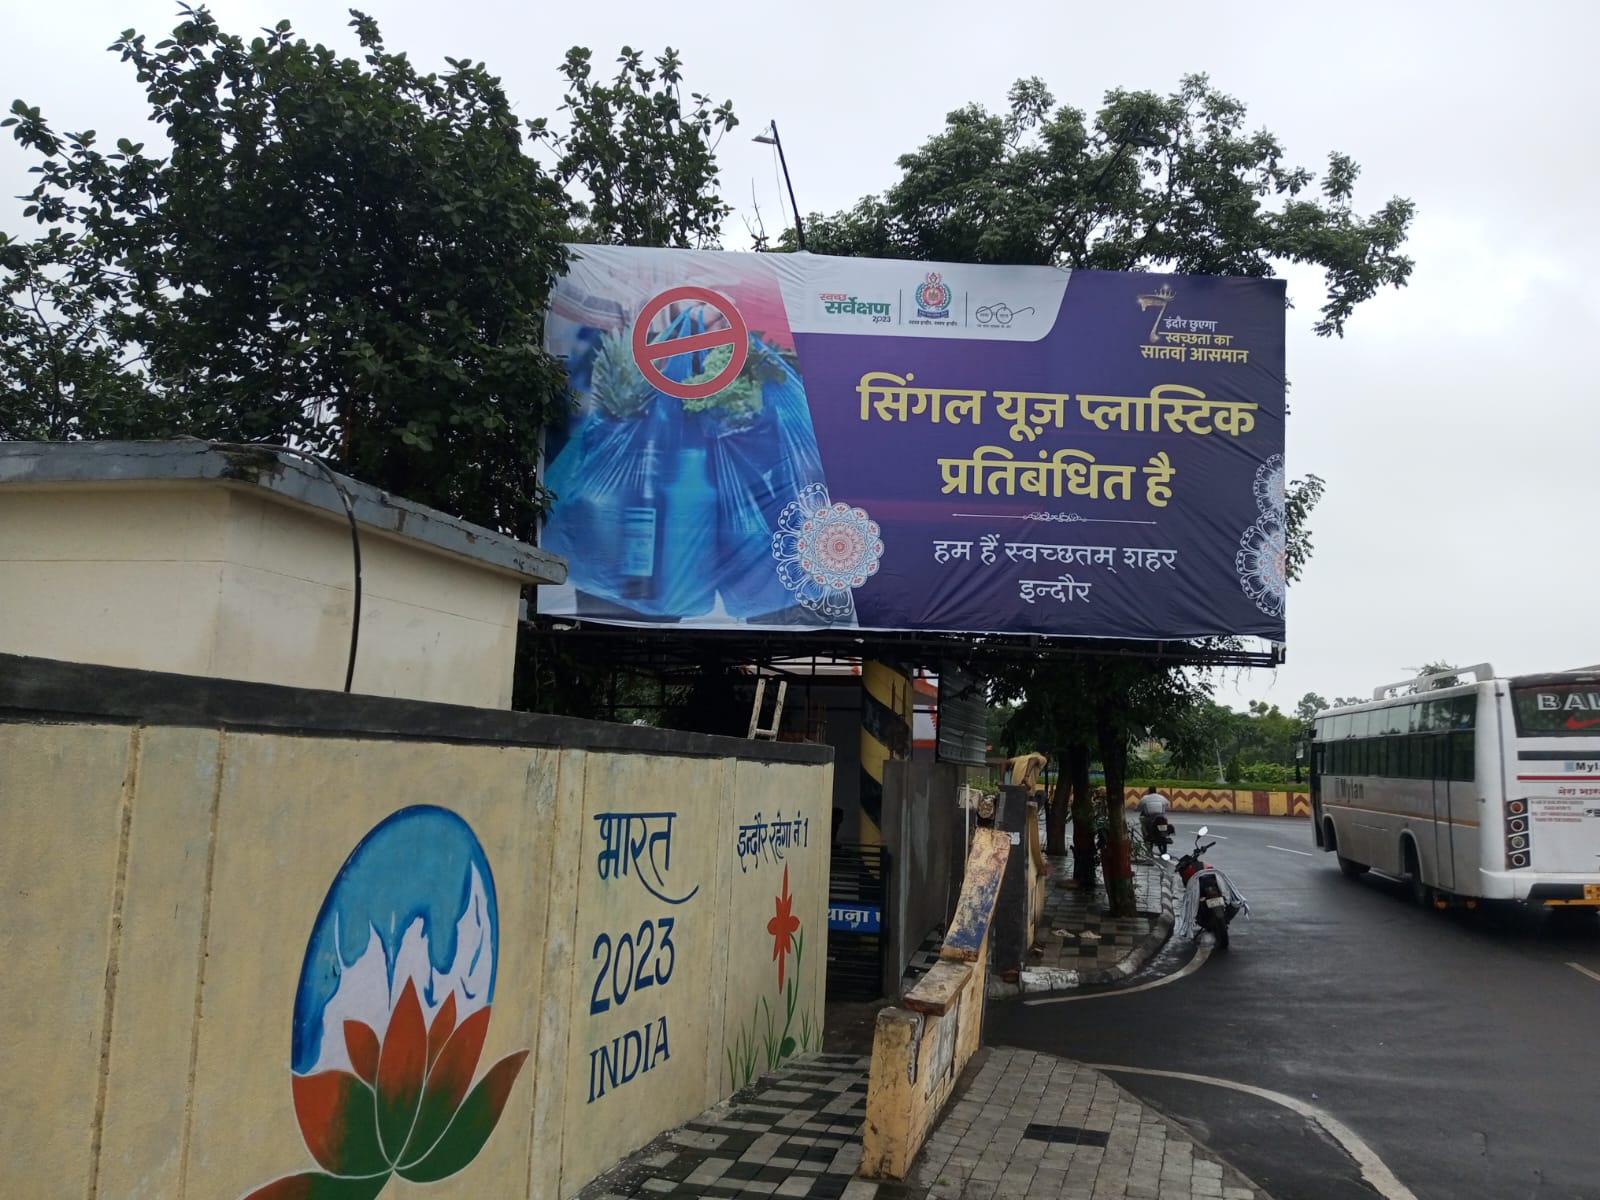 स्वच्छ
सर्वेक्षण
2023
इंदौर छुएगा
स्वच्छता का
सातवां आसमान
सिंगल यूज़ प्लास्टिक
प्रतिबंधित है
हम हैं स्वच्छतम् शहर
इन्दौर
भारत
2023
INDIA
इन्दौर रहेगा नं 1
थाना
BAL
Mylan